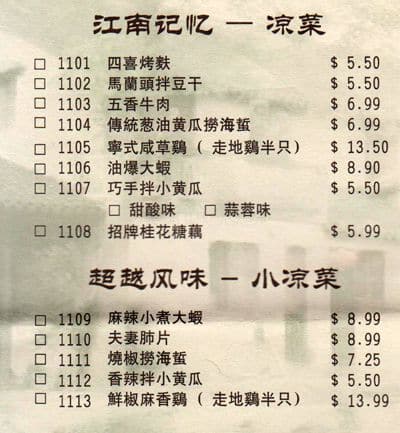 江南记忆 — 凉菜
□ 1101 四喜烤麩 $ 5.50
□ 1102 馬蘭頭拌豆干 $ 5.50
□ 1103 五香牛肉 $ 6.99
□ 1104 傳統葱油黄瓜撈海蜇 $ 6.99
□ 1105 寧式咸草鷄 ( 走地鷄半只) $ 13.50
□ 1106 油爆大蝦 $ 8.90
□ 1107 巧手拌小黄瓜 $ 5.50
□ 甜酸味 □ 蒜蓉味
□ 1108 招牌桂花糖藕 $ 5.99
超越风味 – 小凉菜
□ 1109 麻辣小煮大蝦 $ 8.99
□ 1110 夫妻肺片 $ 8.99
□ 1111 燒椒撈海蜇 $ 7.25
□ 1112 香辣拌小黄瓜 $ 5.50
□ 1113 鮮椒麻香鷄 ( 走地鷄半只) $ 13.99